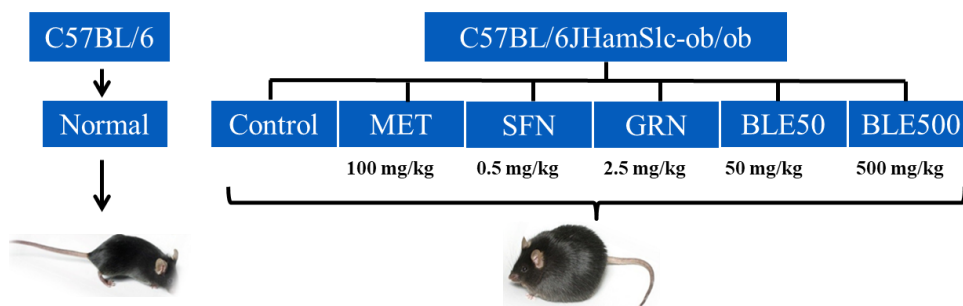 C57BL/6
C57BL/6JHamSlc-ob/ob
Normal
Control
MET
SFN
GRN
BLE50
BLE500
100 mg/kg
0.5 mg/kg
2.5 mg/kg
50 mg/kg
500 mg/kg